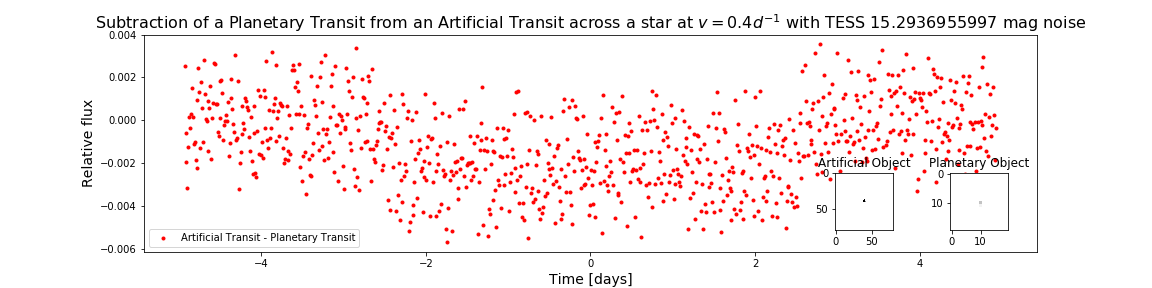 Subtraction of a Planetary Transit from an Artificial Transit across a star at v = 0.4d⁻¹ with TESS 15.2936955997 mag noise
Relative flux
0.004
0.002
0.000
−0.002
−0.004
−0.006
Artificial Transit - Planetary Transit
Artificial Object
0
50
0 50
Planetary Object
0
10
0 10
−4 −2 0 2 4
Time [days]